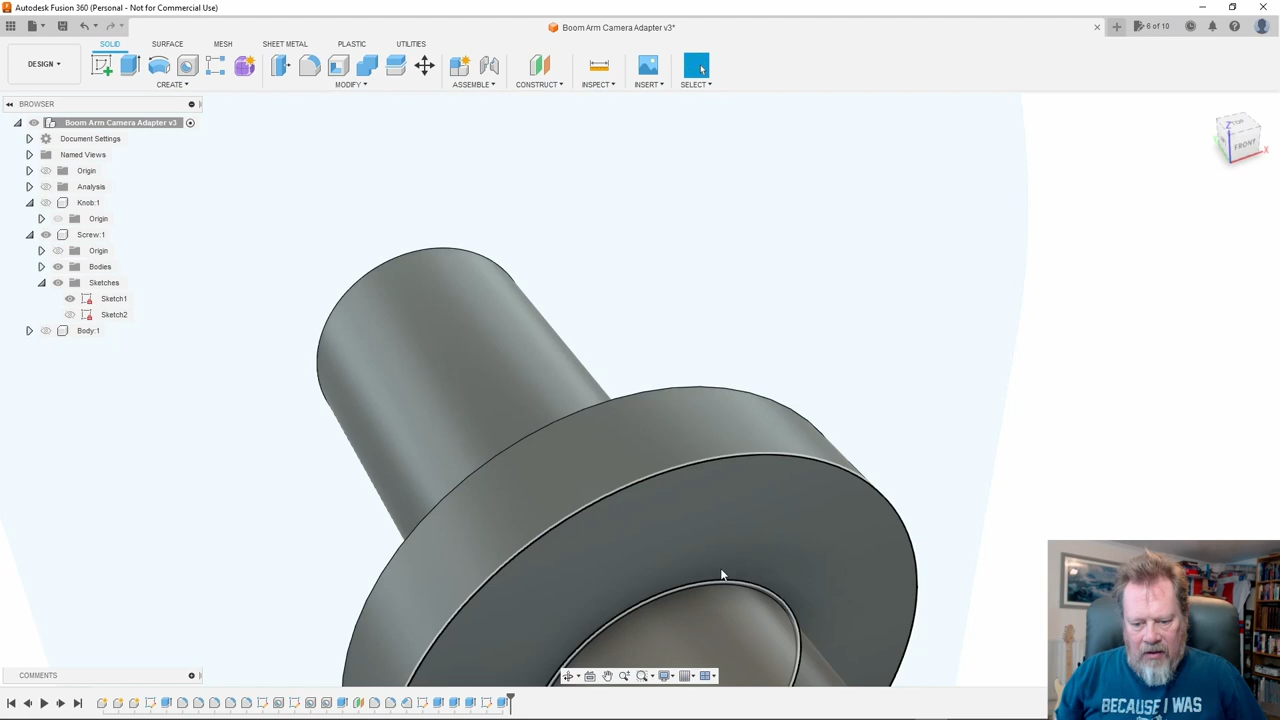 Autodesk Fusion 360 (Personal - Not for Commercial Use)
Boom Arm Camera Adapter v3*
6 of 10
DESIGN
SOLID
SURFACE
MESH
SHEET METAL
PLASTIC
UTILITIES
CREATE
MODIFY
ASSEMBLE
CONSTRUCT
INSPECT
INSERT
SELECT
BROWSER
Boom Arm Camera Adapter v3
Document Settings
Named Views
Origin
Analysis
Knob:1
Origin
Screw:1
Origin
Bodies
Sketches
Sketch1
Sketch2
Body:1
TOP
FRONT
Z
X
COMMENTS
BECAUSE I WAS